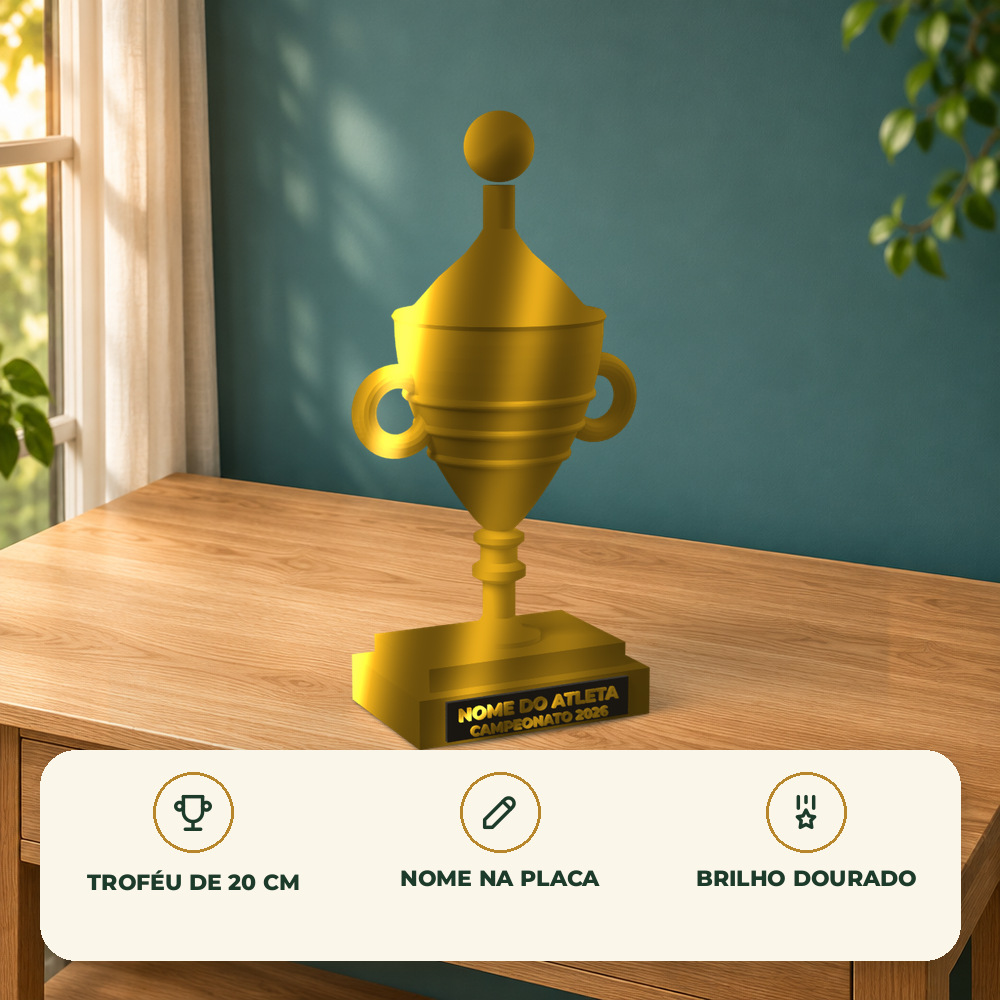 NOME DO ATLETA
CAMPEONATO 2026
TROFÉU DE 20 CM
NOME NA PLACA
BRILHO DOURADO